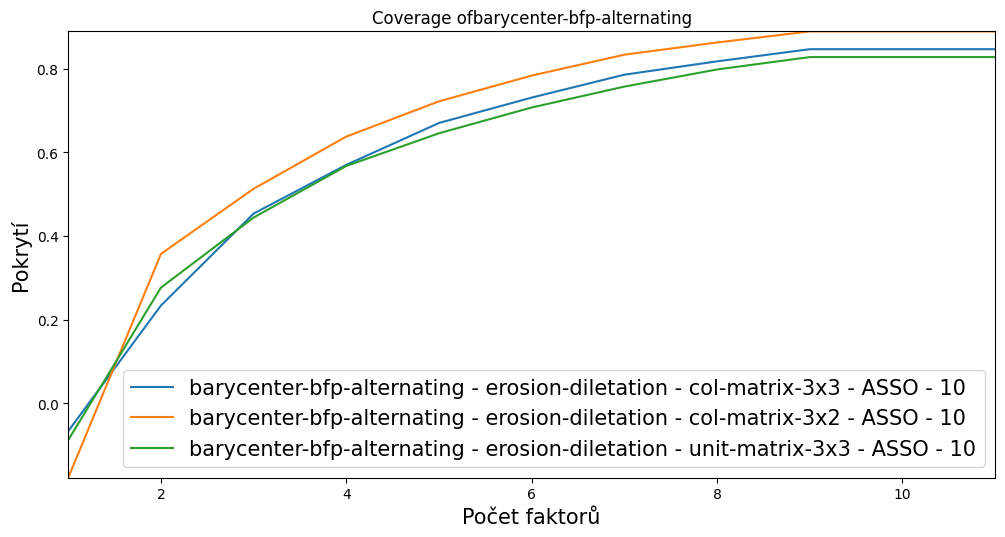 Coverage ofbarycenter-bfp-alternating
0.8
0.6
0.4
0.2
0.0
Pokrytí
barycenter-bfp-alternating - erosion-diletation - col-matrix-3x3 - ASSO - 10
barycenter-bfp-alternating - erosion-diletation - col-matrix-3x2 - ASSO - 10
barycenter-bfp-alternating - erosion-diletation - unit-matrix-3x3 - ASSO - 10
2 4 6 8 10
Počet faktorů